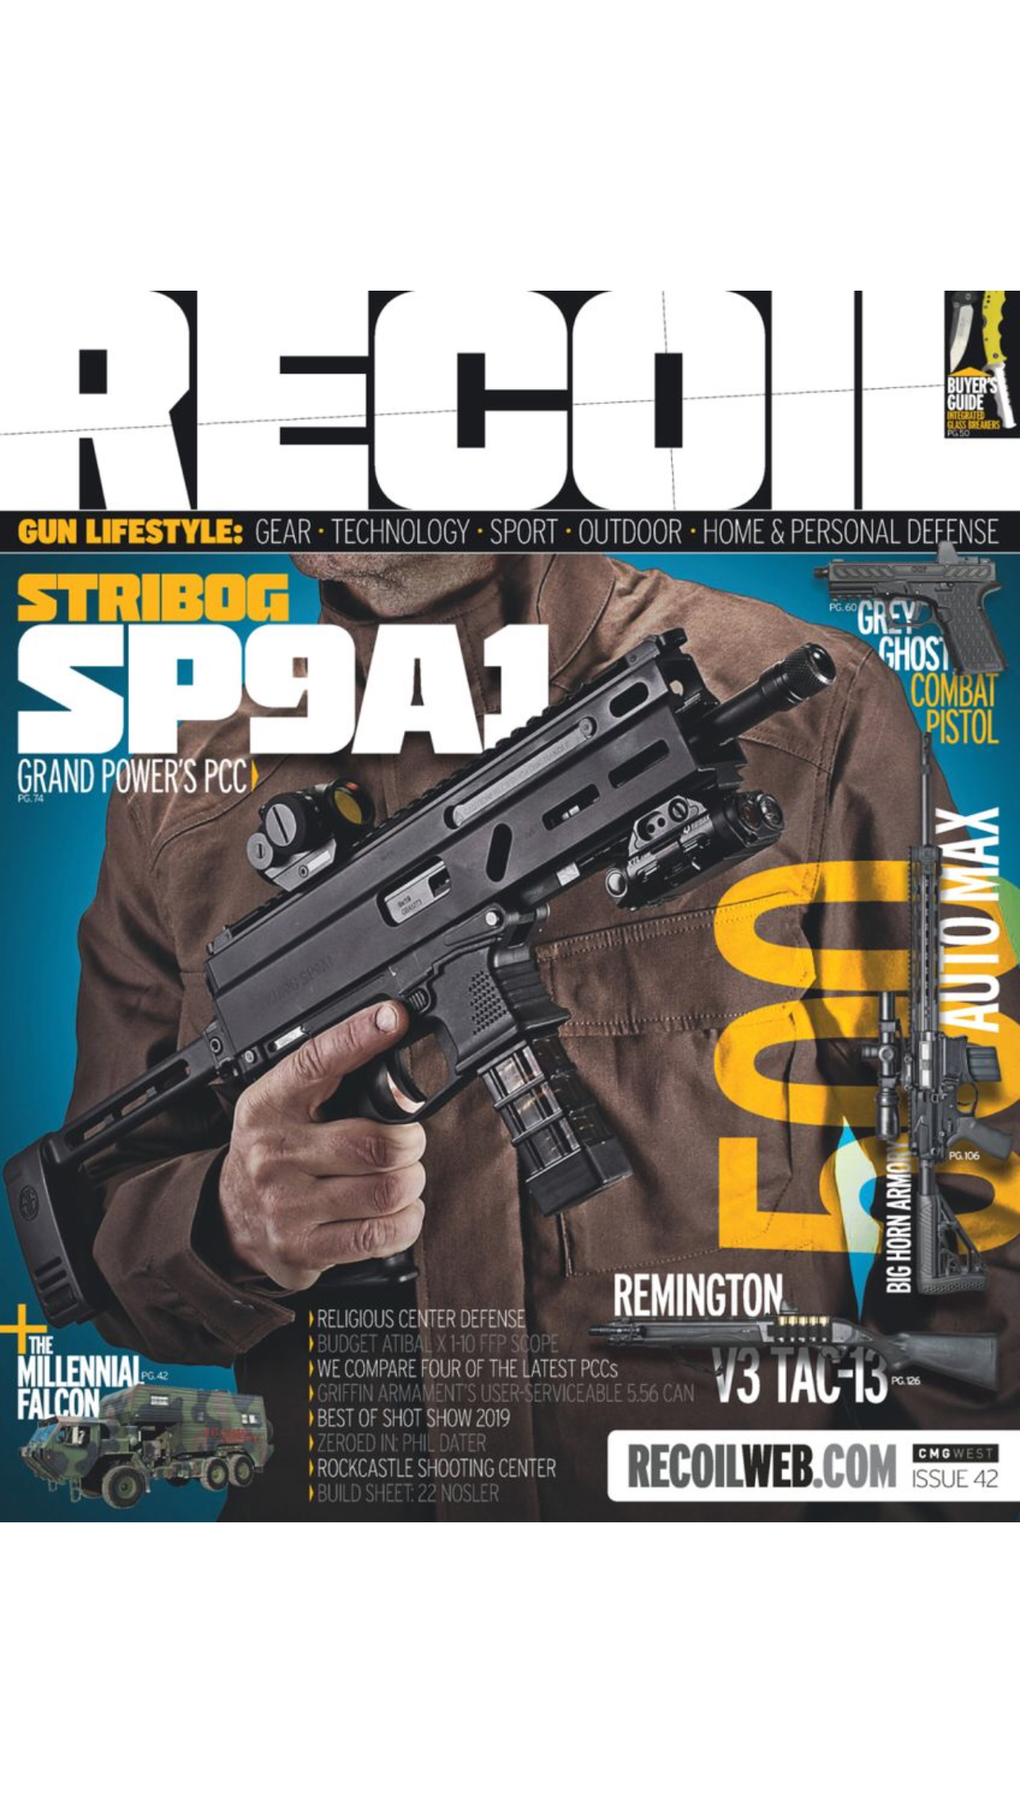 RECOIL
BUYER'S
GUIDE
INTEGRATED
GLASS BREAKERS
PG.50
GUN LIFESTYLE: GEAR · TECHNOLOGY · SPORT · OUTDOOR · HOME & PERSONAL DEFENSE
STRIBOG
SP9A1
GRAND POWER'S PCC
PG.74
PG.60
GREY
GHOST
COMBAT
PISTOL
500
AUTO MAX
BIG HORN ARMORY
PG.106
REMINGTON
V3 TAC-13
PG.126
+ THE
MILLENNIAL
FALCON
PG.42
RELIGIOUS CENTER DEFENSE
BUDGET ATIBAL X 1-10 FFP SCOPE
WE COMPARE FOUR OF THE LATEST PCCs
GRIFFIN ARMAMENT'S USER-SERVICEABLE 5.56 CAN
BEST OF SHOT SHOW 2019
ZEROED IN: PHIL DATER
ROCKCASTLE SHOOTING CENTER
BUILD SHEET: 22 NOSLER
RECOILWEB.COM
CMGWEST
ISSUE 42